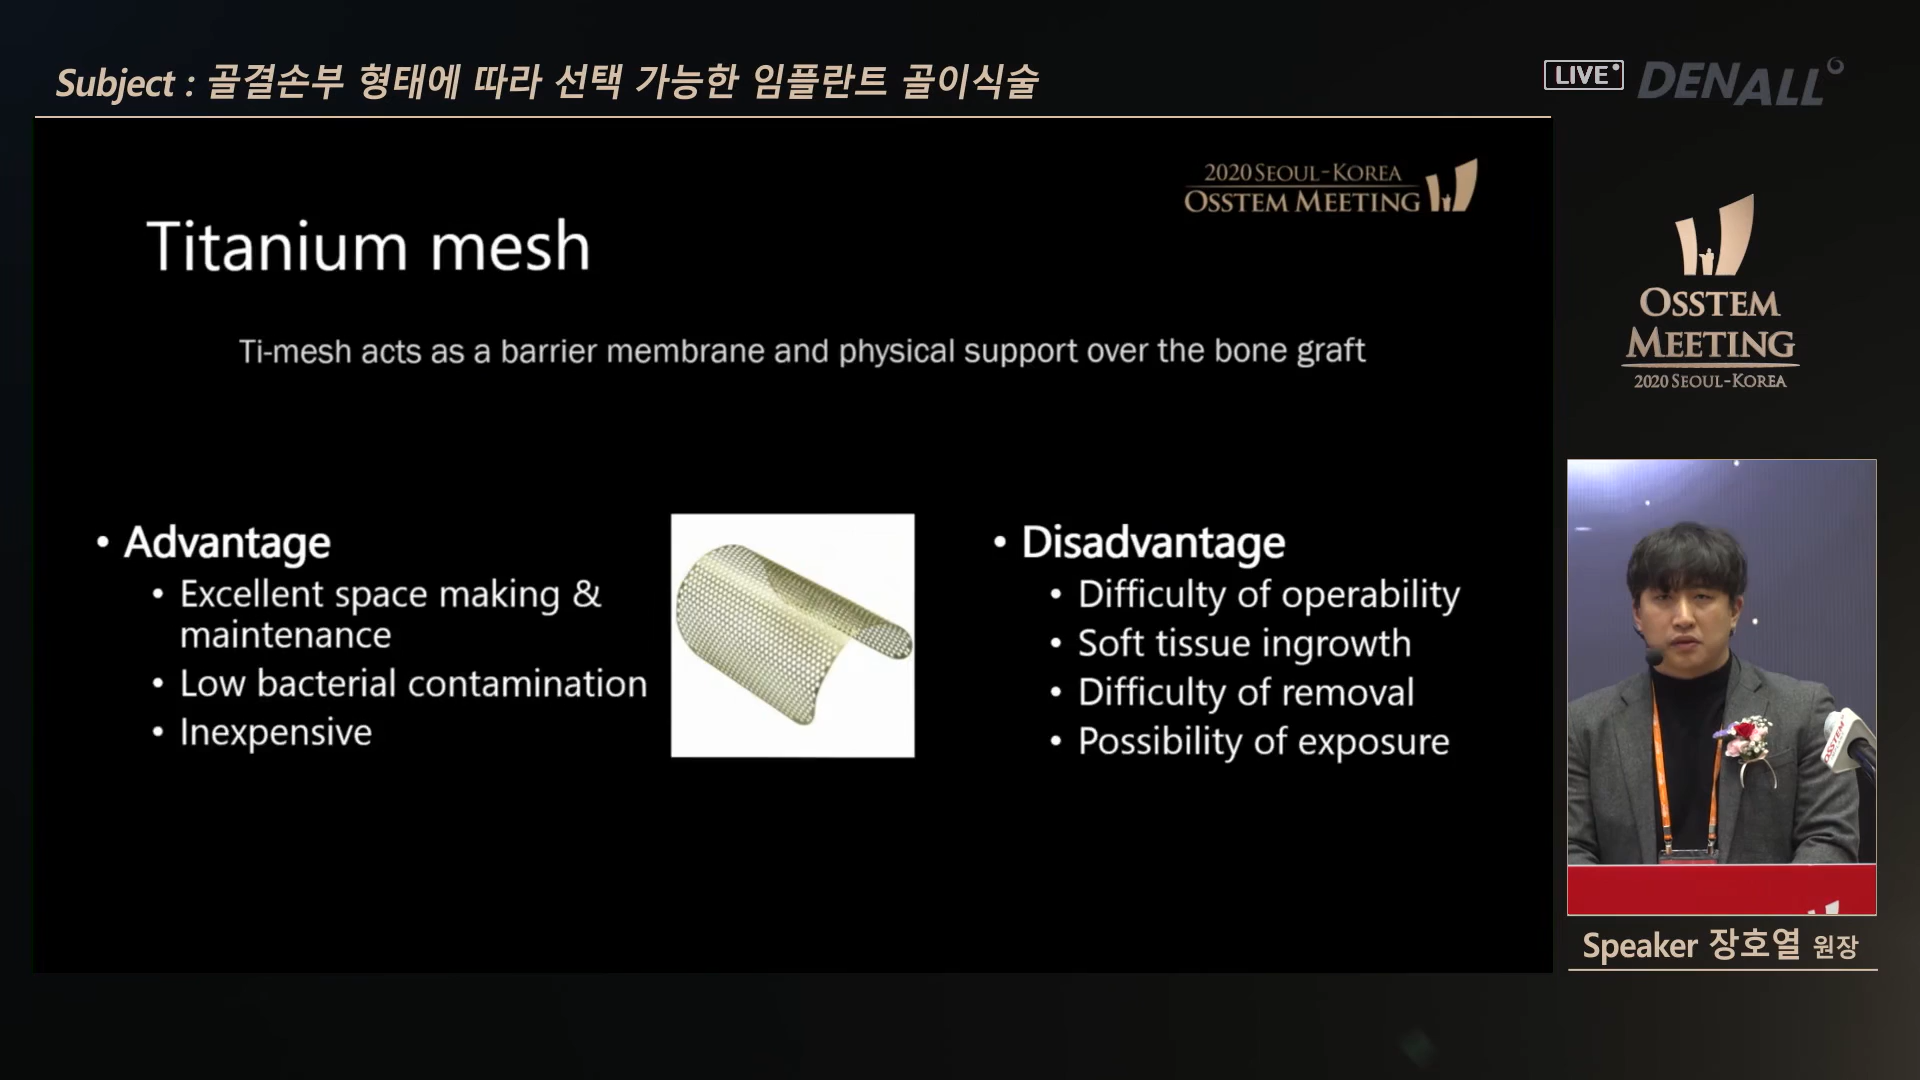 Subject : 골결손부 형태에 따라 선택 가능한 임플란트 골이식술
LIVE
DENALL
2020 SEOUL-KOREA
OSSTEM MEETING
Titanium mesh
Ti-mesh acts as a barrier membrane and physical support over the bone graft
• Advantage
• Excellent space making &
maintenance
• Low bacterial contamination
• Inexpensive
• Disadvantage
• Difficulty of operability
• Soft tissue ingrowth
• Difficulty of removal
• Possibility of exposure
OSSTEM
MEETING
2020 SEOUL-KOREA
OSSTEM
Speaker 장호열 원장